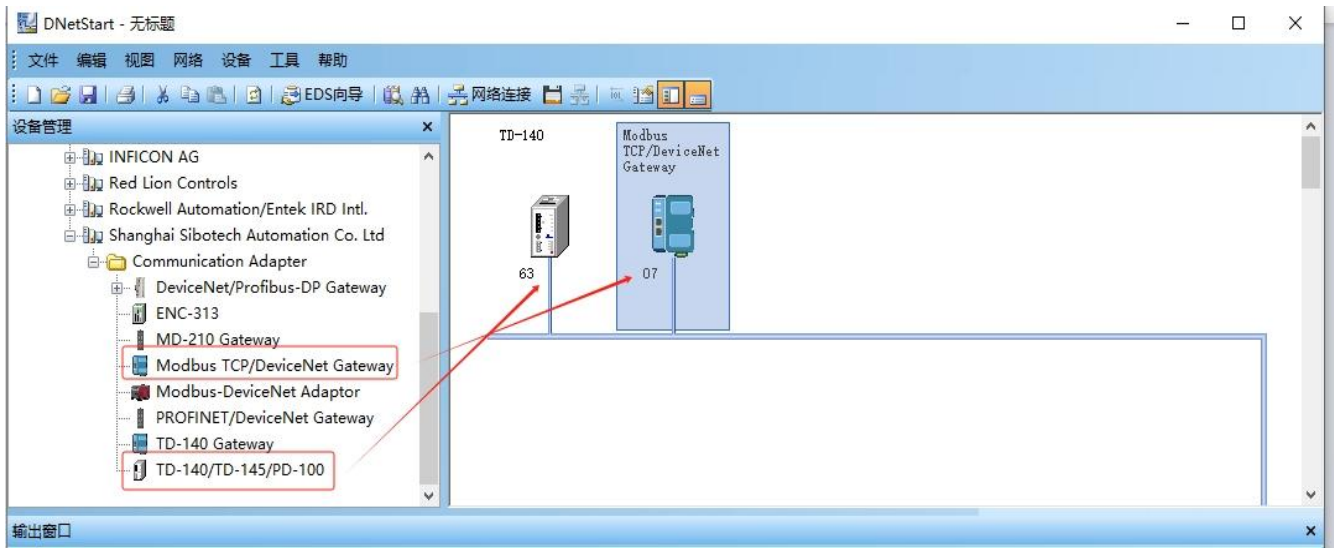 DNetStart - 无标题
文件 编辑 视图 网络 设备 工具 帮助
EDS向导 网络连接
设备管理
INFICON AG
Red Lion Controls
Rockwell Automation/Entek IRD Intl.
Shanghai Sibotech Automation Co. Ltd
Communication Adapter
DeviceNet/Profibus-DP Gateway
ENC-313
MD-210 Gateway
Modbus TCP/DeviceNet Gateway
Modbus-DeviceNet Adaptor
PROFINET/DeviceNet Gateway
TD-140 Gateway
TD-140/TD-145/PD-100
TD-140
63
Modbus
TCP/DeviceNet
Gateway
07
输出窗口